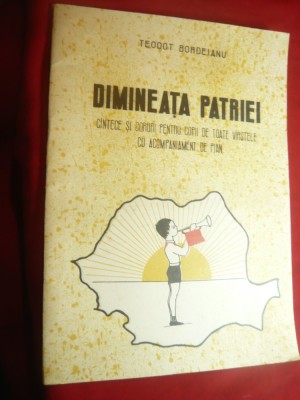 TEODOT BORDEIANU
DIMINEAȚA PATRIEI
CÎNTECE ȘI CORURI PENTRU COPII DE TOATE VÎRSTELE
CU ACOMPANIAMENT DE PIAN